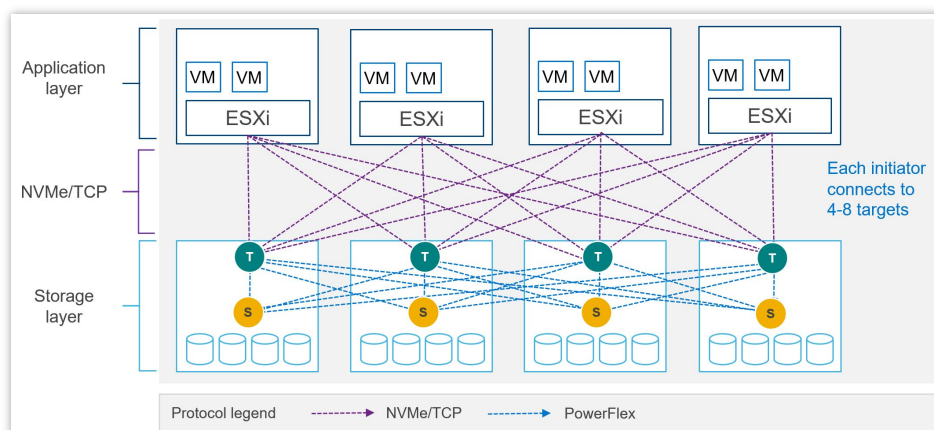 Application
layer
VM VM
ESXi
VM VM
ESXi
VM VM
ESXi
VM VM
ESXi
NVMe/TCP
Each initiator
connects to
4-8 targets
Storage
layer
T T T T
S S S S
Protocol legend NVMe/TCP PowerFlex